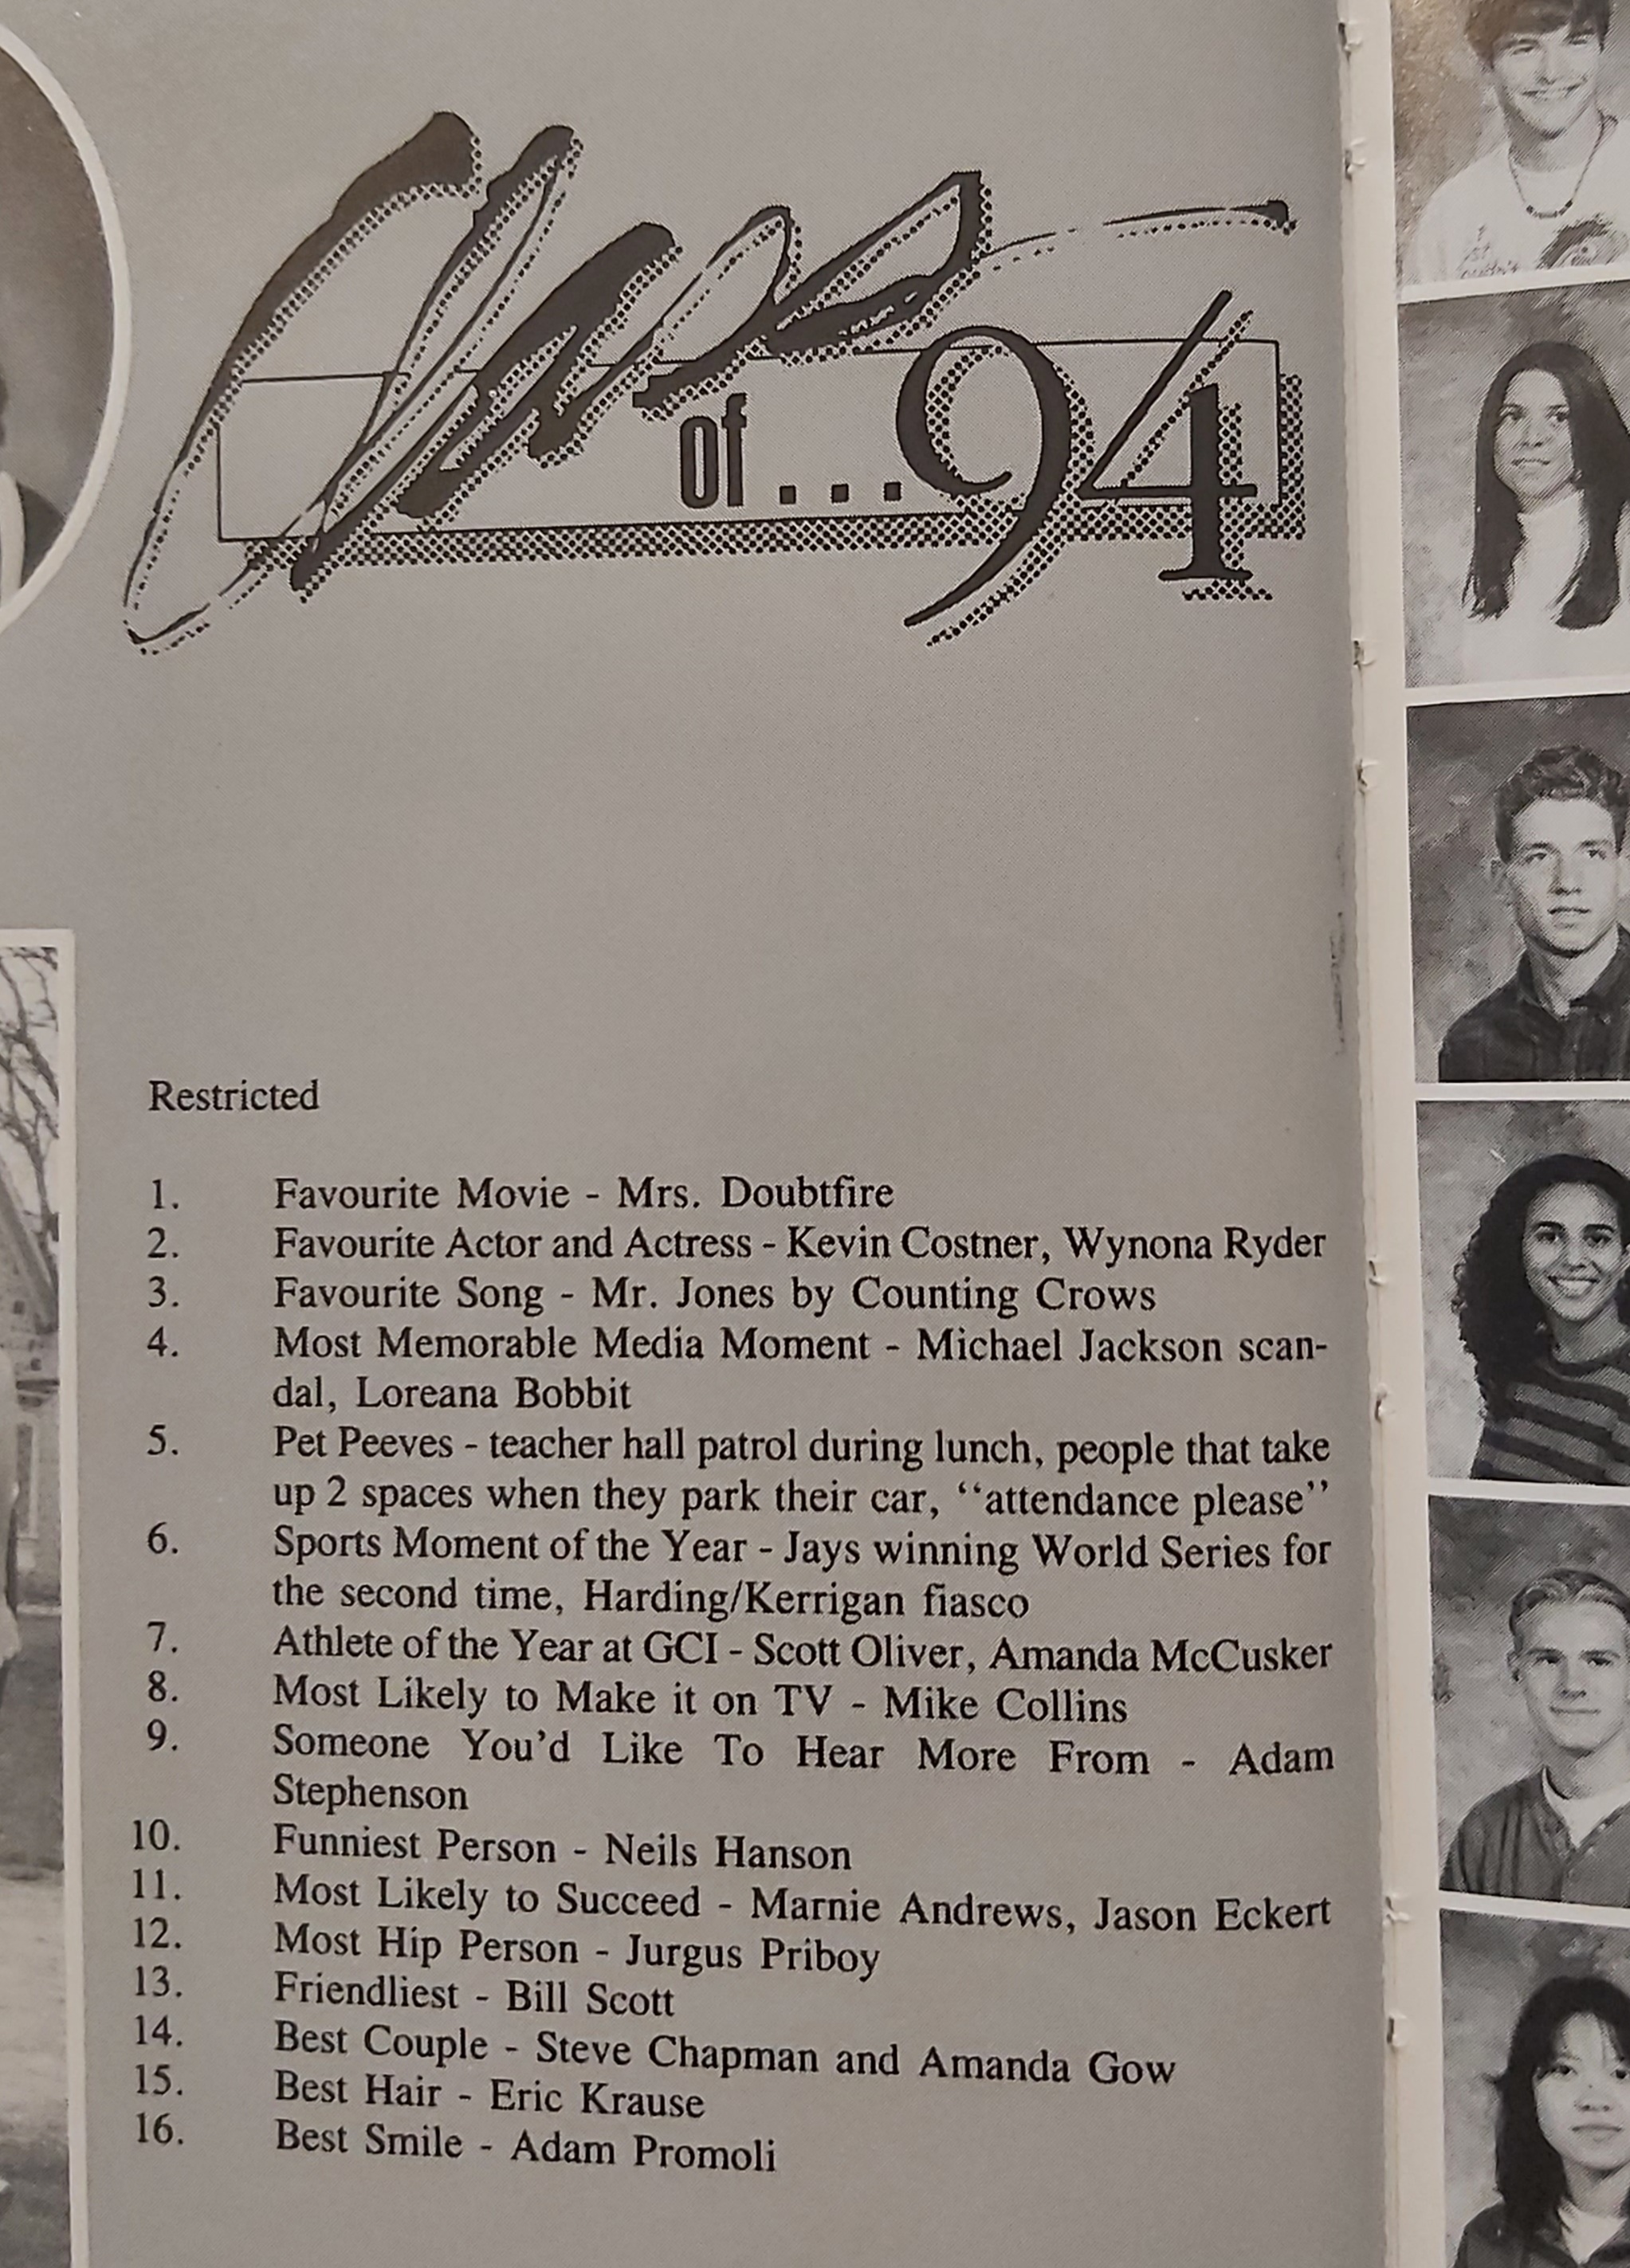 Class
of...94
Restricted
1. Favourite Movie - Mrs. Doubtfire
2. Favourite Actor and Actress - Kevin Costner, Wynona Ryder
3. Favourite Song - Mr. Jones by Counting Crows
4. Most Memorable Media Moment - Michael Jackson scan-
dal, Loreana Bobbit
5. Pet Peeves - teacher hall patrol during lunch, people that take
up 2 spaces when they park their car, ‘‘attendance please’’
6. Sports Moment of the Year - Jays winning World Series for
the second time, Harding/Kerrigan fiasco
7. Athlete of the Year at GCI - Scott Oliver, Amanda McCusker
8. Most Likely to Make it on TV - Mike Collins
9. Someone You’d Like To Hear More From - Adam
Stephenson
10. Funniest Person - Neils Hanson
11. Most Likely to Succeed - Marnie Andrews, Jason Eckert
12. Most Hip Person - Jurgus Priboy
13. Friendliest - Bill Scott
14. Best Couple - Steve Chapman and Amanda Gow
15. Best Hair - Eric Krause
16. Best Smile - Adam Promoli